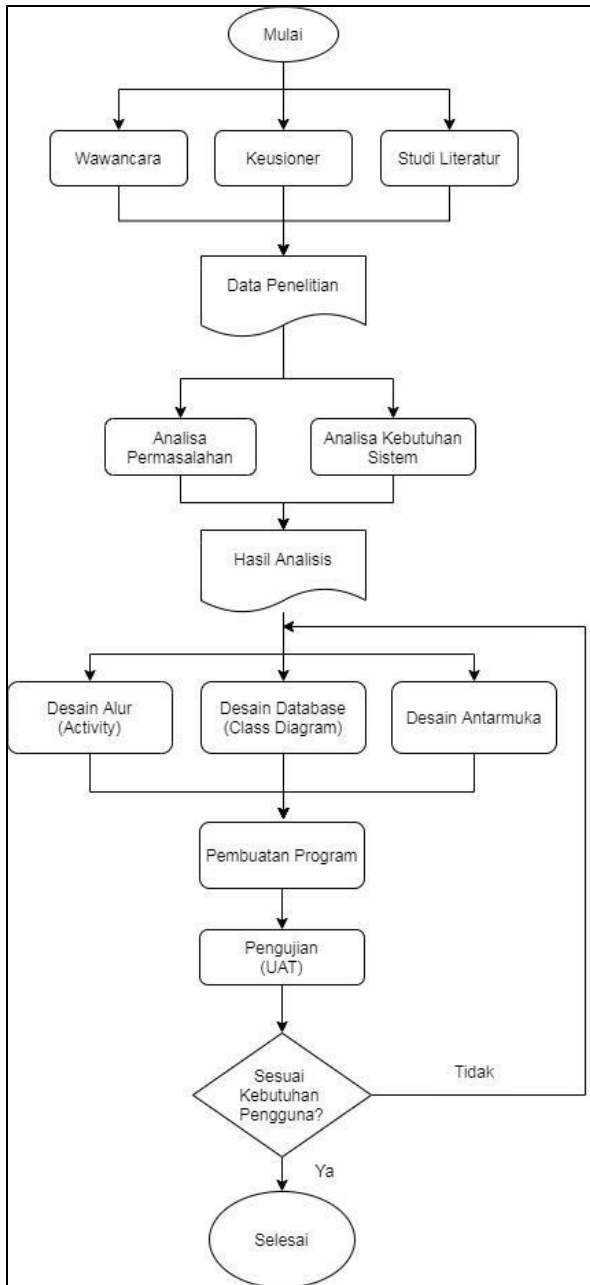 Mulai
Wawancara
Keusioner
Studi Literatur
Data Penelitian
Analisa
Permasalahan
Analisa Kebutuhan
Sistem
Hasil Analisis
Desain Alur
(Activity)
Desain Database
(Class Diagram)
Desain Antarmuka
Pembuatan Program
Pengujian
(UAT)
Sesuai
Kebutuhan
Pengguna?
Tidak
Ya
Selesai